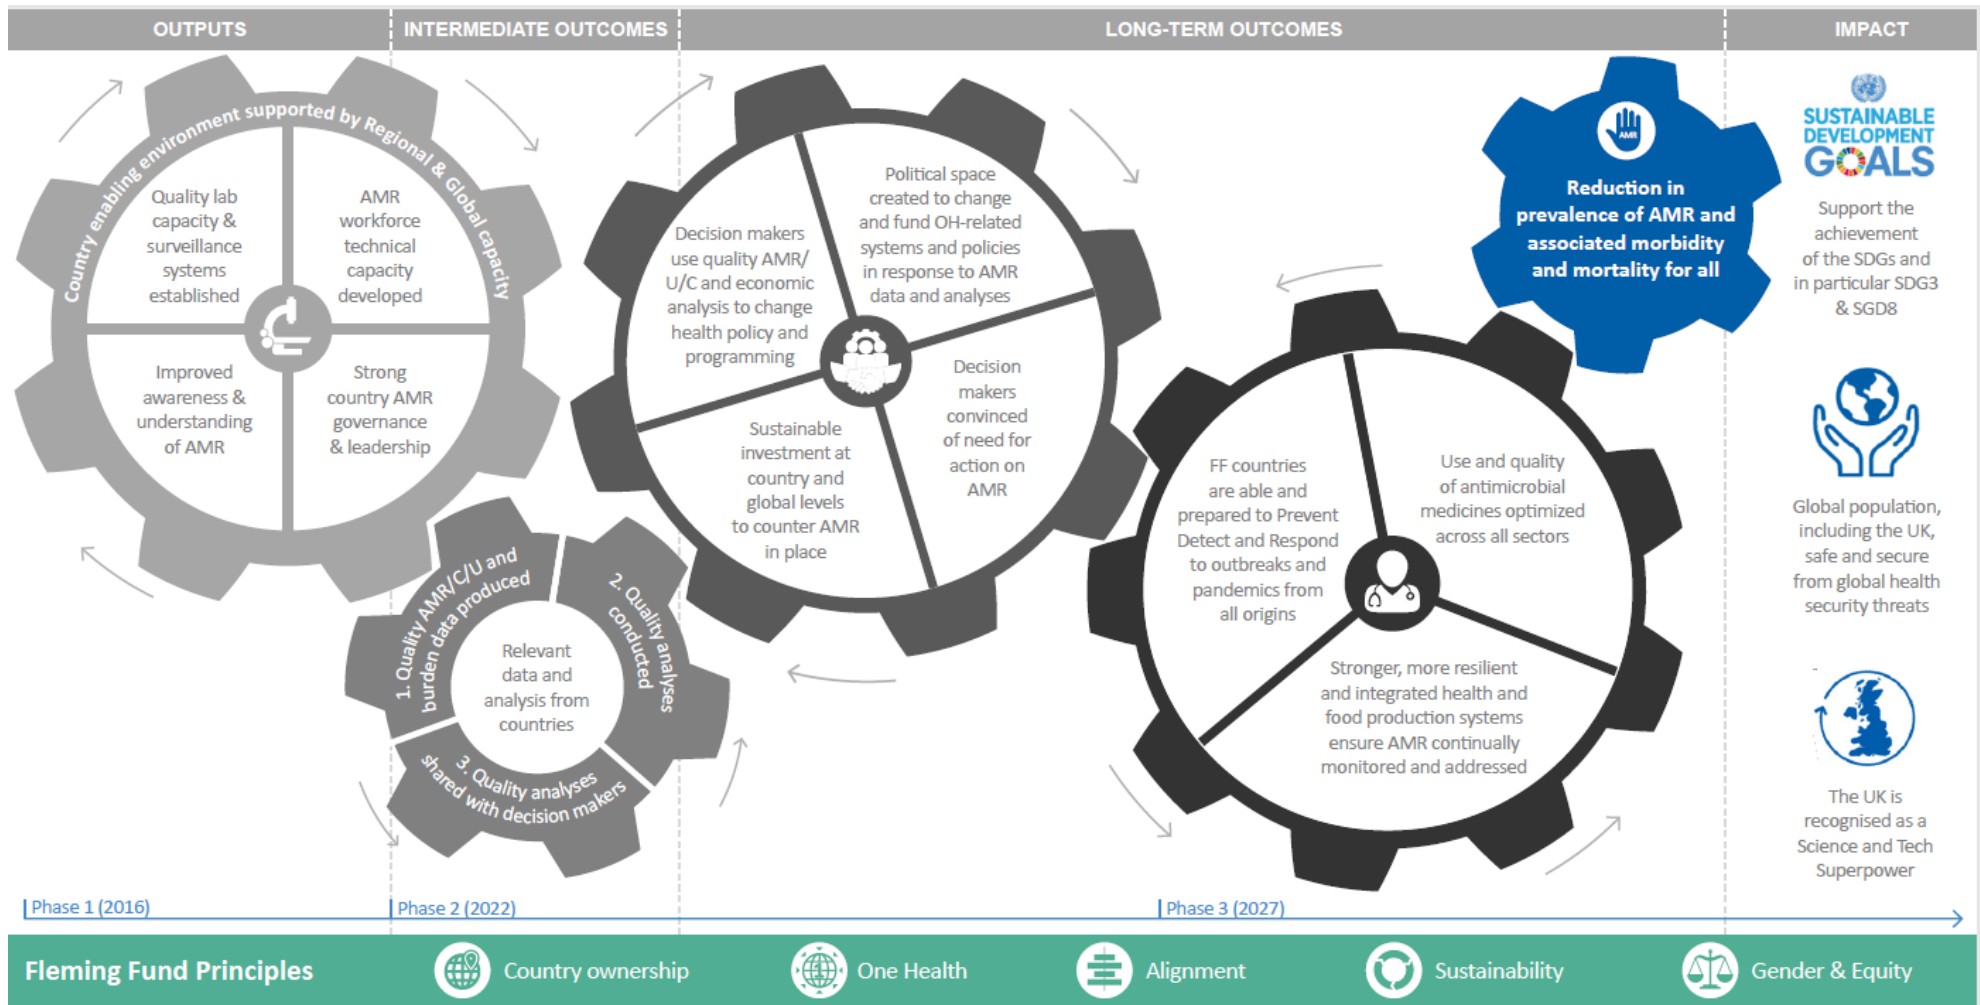 OUTPUTS
INTERMEDIATE OUTCOMES
LONG-TERM OUTCOMES
IMPACT
Country enabling environment supported by Regional & Global capacity
Quality lab
capacity &
surveillance
systems
established
AMR
workforce
technical
capacity
developed
Improved
awareness &
understanding
of AMR
Strong
country AMR
governance
& leadership
1. Quality AMR/C/U and
burden data produced
2. Quality analyses
conducted
3. Quality analyses
shared with decision makers
Relevant
data and
analysis from
countries
Decision makers
use quality AMR/
U/C and economic
analysis to change
health policy and
programming
Political space
created to change
and fund OH-related
systems and policies
in response to AMR
data and analyses
Sustainable
investment at
country and
global levels
to counter AMR
in place
Decision
makers
convinced
of need for
action on
AMR
FF countries
are able and
prepared to Prevent
Detect and Respond
to outbreaks and
pandemics from
all origins
Use and quality
of antimicrobial
medicines optimized
across all sectors
Stronger, more resilient
and integrated health and
food production systems
ensure AMR continually
monitored and addressed
AMR
Reduction in
prevalence of AMR and
associated morbidity
and mortality for all
SUSTAINABLE
DEVELOPMENT
GOALS
Support the
achievement
of the SDGs and
in particular SDG3
& SGD8
Global population,
including the UK,
safe and secure
from global health
security threats
The UK is
recognised as a
Science and Tech
Superpower
Phase 1 (2016)
Phase 2 (2022)
Phase 3 (2027)
Fleming Fund Principles
Country ownership
1
One Health
Alignment
Sustainability
Gender & Equity